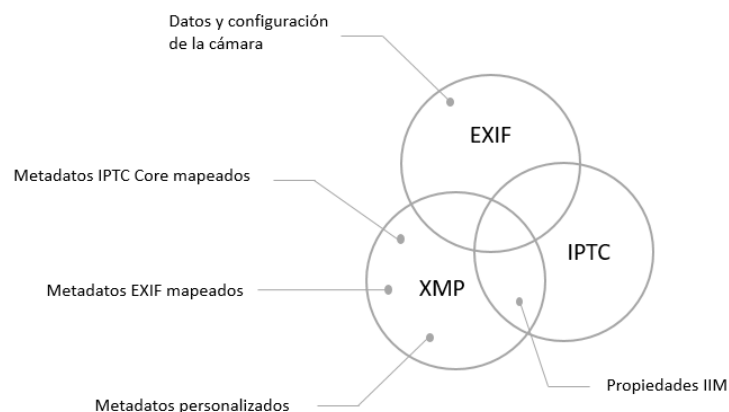 Datos y configuración
de la cámara
EXIF
Metadatos IPTC Core mapeados
IPTC
Metadatos EXIF mapeados
XMP
Propiedades IIM
Metadatos personalizados